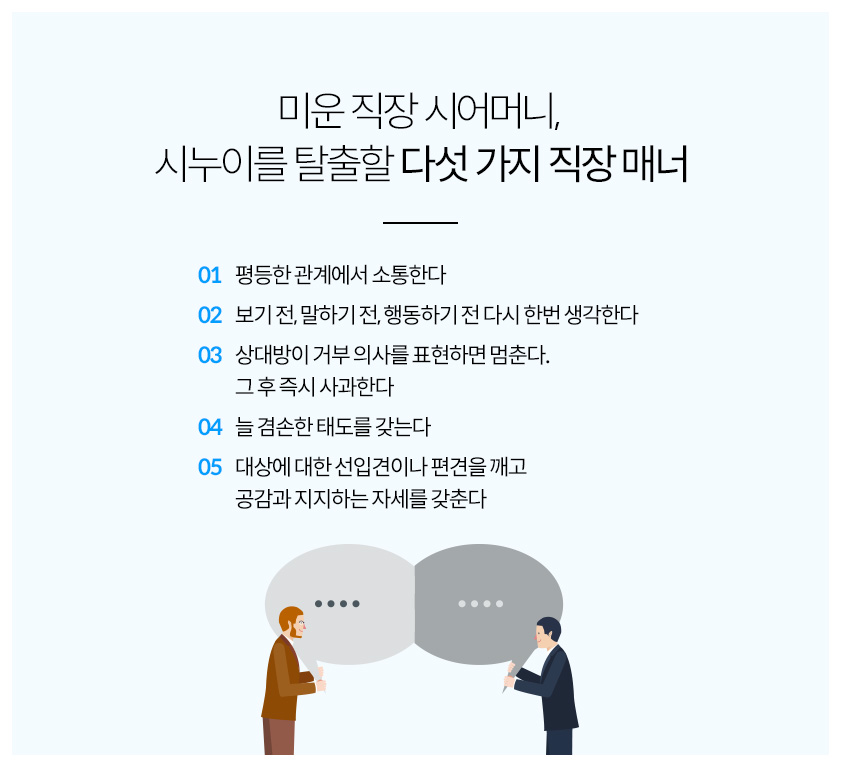 미운 직장 시어머니,
시누이를 탈출할 다섯 가지 직장 매너
01 평등한 관계에서 소통한다
02 보기 전, 말하기 전, 행동하기 전 다시 한번 생각한다
03 상대방이 거부 의사를 표현하면 멈춘다.
그 후 즉시 사과한다
04 늘 겸손한 태도를 갖는다
05 대상에 대한 선입견이나 편견을 깨고
공감과 지지하는 자세를 갖춘다